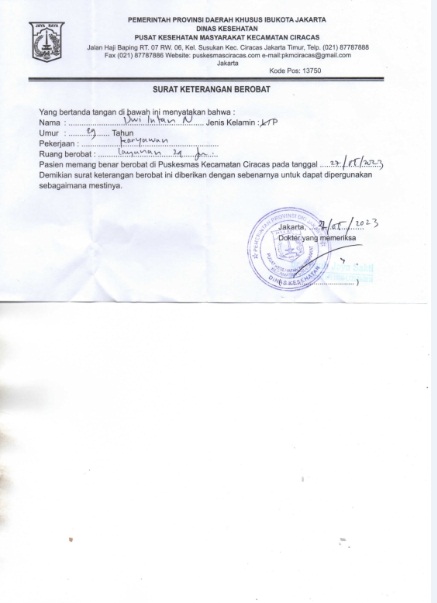 JAYA RAYA
PEMERINTAH PROVINSI DAERAH KHUSUS IBUKOTA JAKARTA
DINAS KESEHATAN
PUSAT KESEHATAN MASYARAKAT KECAMATAN CIRACAS
Jalan Haji Baping RT. 07 RW. 06, Kel. Susukan Kec. Ciracas Jakarta Timur, Telp. (021) 87787888
Fax (021) 87787886 Website: puskesmasciracas.com e-mail:pkmciracas@gmail.com
Jakarta
Kode Pos: 13750
SURAT KETERANGAN BEROBAT
Yang bertanda tangan di bawah ini menyatakan bahwa :
Nama : Dwi Intan N Jenis Kelamin :
Umur : 29 Tahun
Pekerjaan : Karyawan
Ruang berobat : Layanan 24 Jam
Pasien memang benar berobat di Puskesmas Kecamatan Ciracas pada tanggal 27/05/2023
Demikian surat keterangan berobat ini diberikan dengan sebenarnya untuk dapat dipergunakan
sebagaimana mestinya.
Jakarta, 27/05/2023
Dokter yang memeriksa
DINAS KESEHATAN